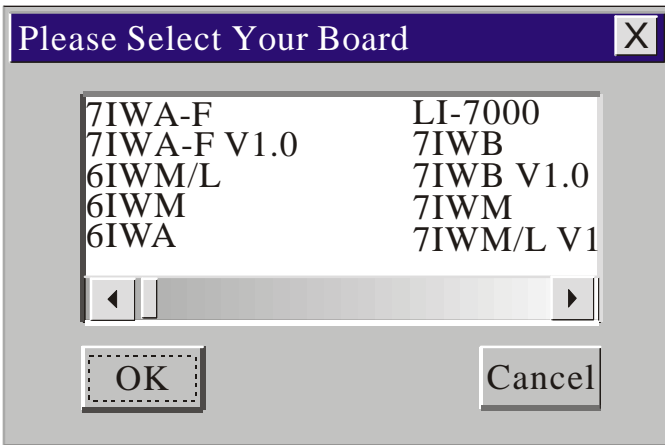 Please Select Your Board X
7IWA-F
7IWA-F V1.0
6IWM/L
6IWM
6IWA
LI-7000
7IWB
7IWB V1.0
7IWM
7IWM/L V1
OK
Cancel